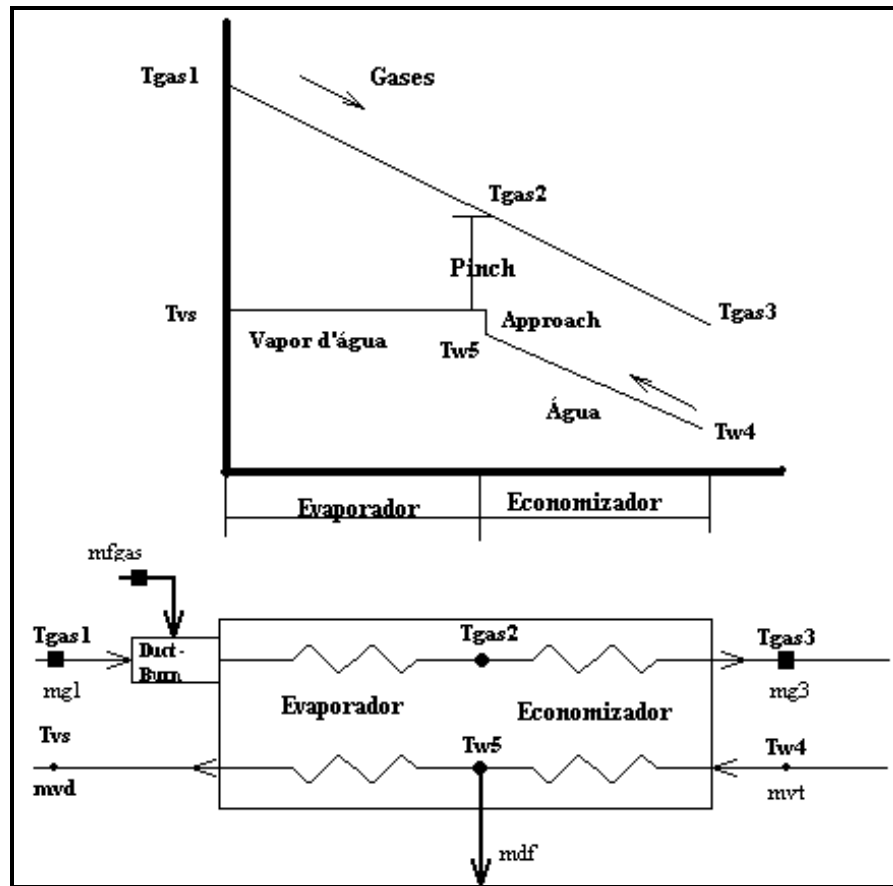 Tgas1
Gases
Tgas2
Pinch
Tvs
Approach
Tgas3
Vapor d'água
Tw5
Água
Tw4
Evaporador
Economizador
mfgas
Tgas1
Duct-
Burn
Tgas2
Tgas3
mg1
mg3
Evaporador
Economizador
Tvs
Tw5
Tw4
mvd
mvt
mdf